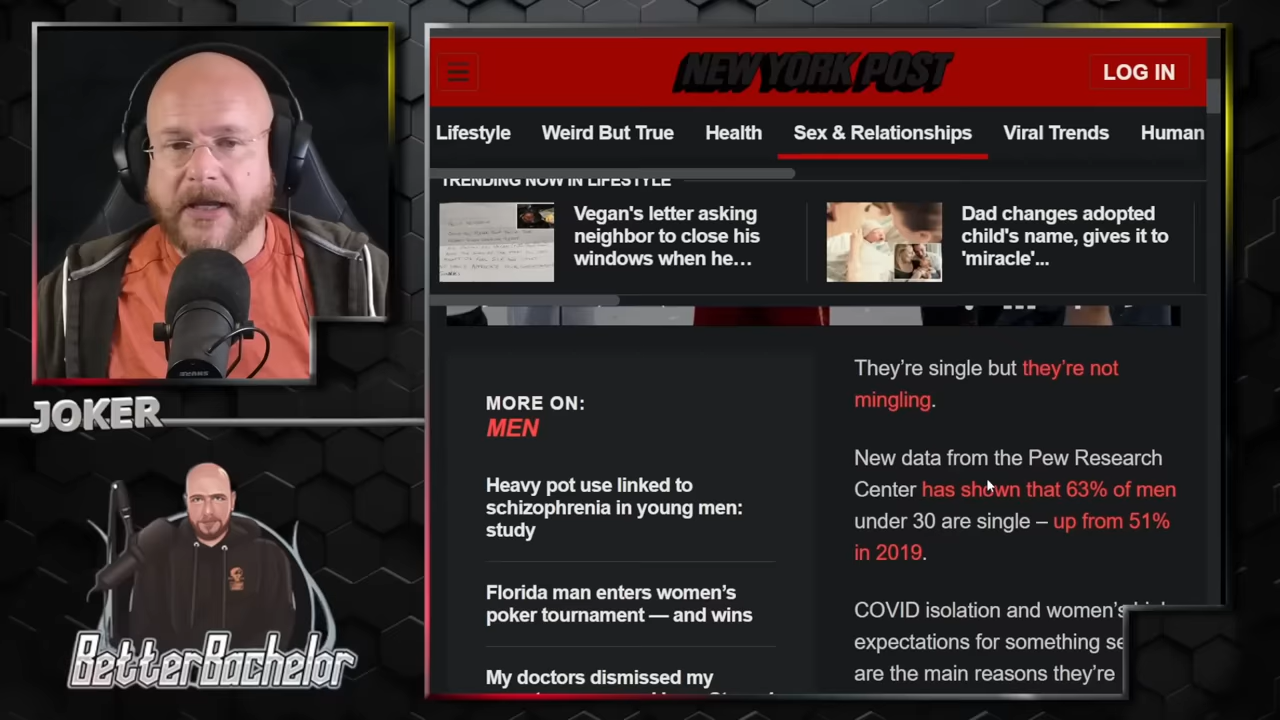 NEW YORK POST
LOG IN
Lifestyle Weird But True Health Sex & Relationships Viral Trends Human
TRENDING NOW IN LIFESTYLE
Vegan's letter asking
neighbor to close his
windows when he...
Dad changes adopted
child's name, gives it to
'miracle'...
MORE ON:
MEN
Heavy pot use linked to
schizophrenia in young men:
study
Florida man enters women's
poker tournament — and wins
My doctors dismissed my
They're single but they're not
mingling.
New data from the Pew Research
Center has shown that 63% of men
under 30 are single – up from 51%
in 2019.
COVID isolation and women's
expectations for something
are the main reasons they're
JOKER
BetterBachelor